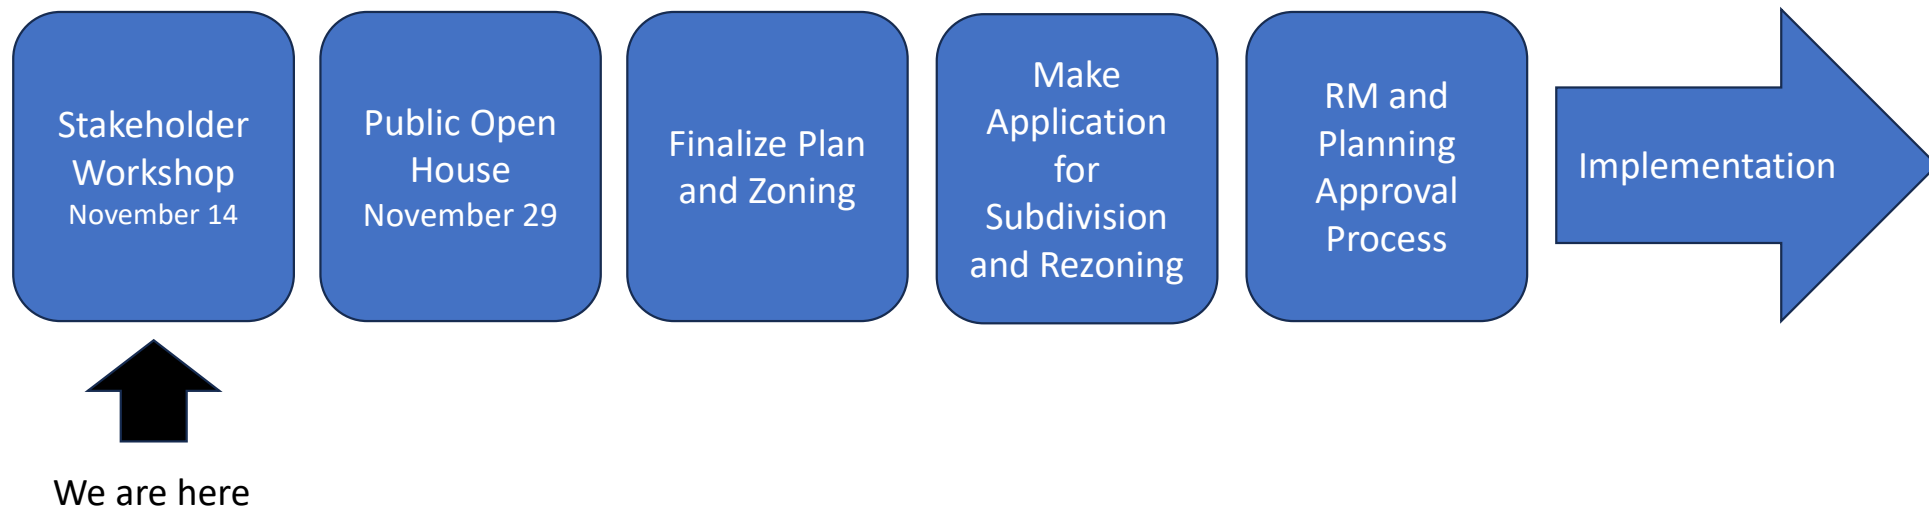 Stakeholder
Workshop
November 14
Public Open
House
November 29
Finalize Plan
and Zoning
Make
Application
for
Subdivision
and Rezoning
RM and
Planning
Approval
Process
Implementation
We are here